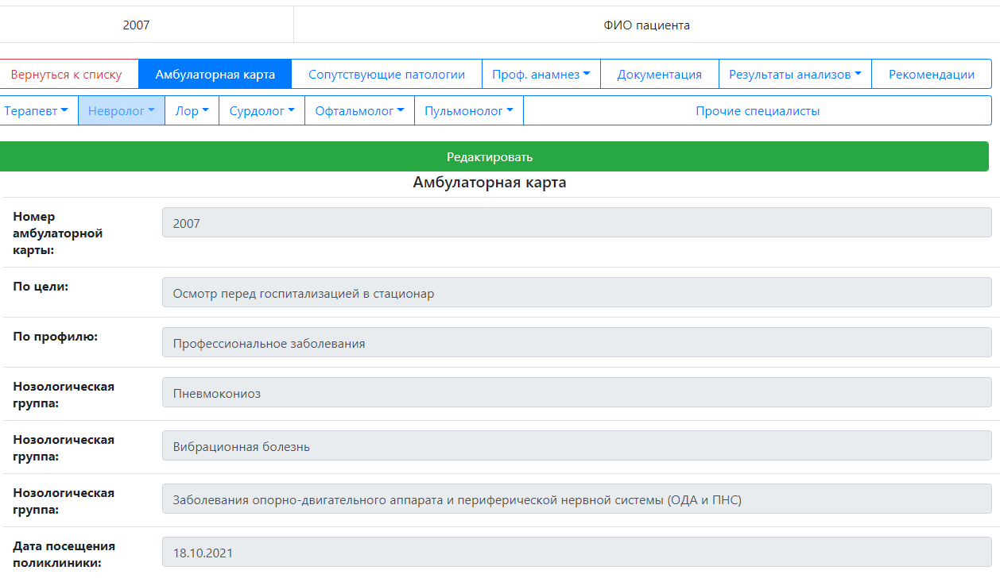 2007 ФИО пациента
Вернуться к списку Амбулаторная карта Сопутствующие патологии Проф. анамнез Документация Результаты анализов Рекомендации
Терапевт Невролог Лор Сурдолог Офтальмолог Пульмонолог Прочие специалисты
Редактировать
Амбулаторная карта
Номер
амбулаторной
карты:
2007
По цели:
Осмотр перед госпитализацией в стационар
По профилю:
Профессиональное заболевания
Нозологическая
группа:
Пневмокониоз
Нозологическая
группа:
Вибрационная болезнь
Нозологическая
группа:
Заболевания опорно-двигательного аппарата и периферической нервной системы (ОДА и ПНС)
Дата посещения
поликлиники:
18.10.2021